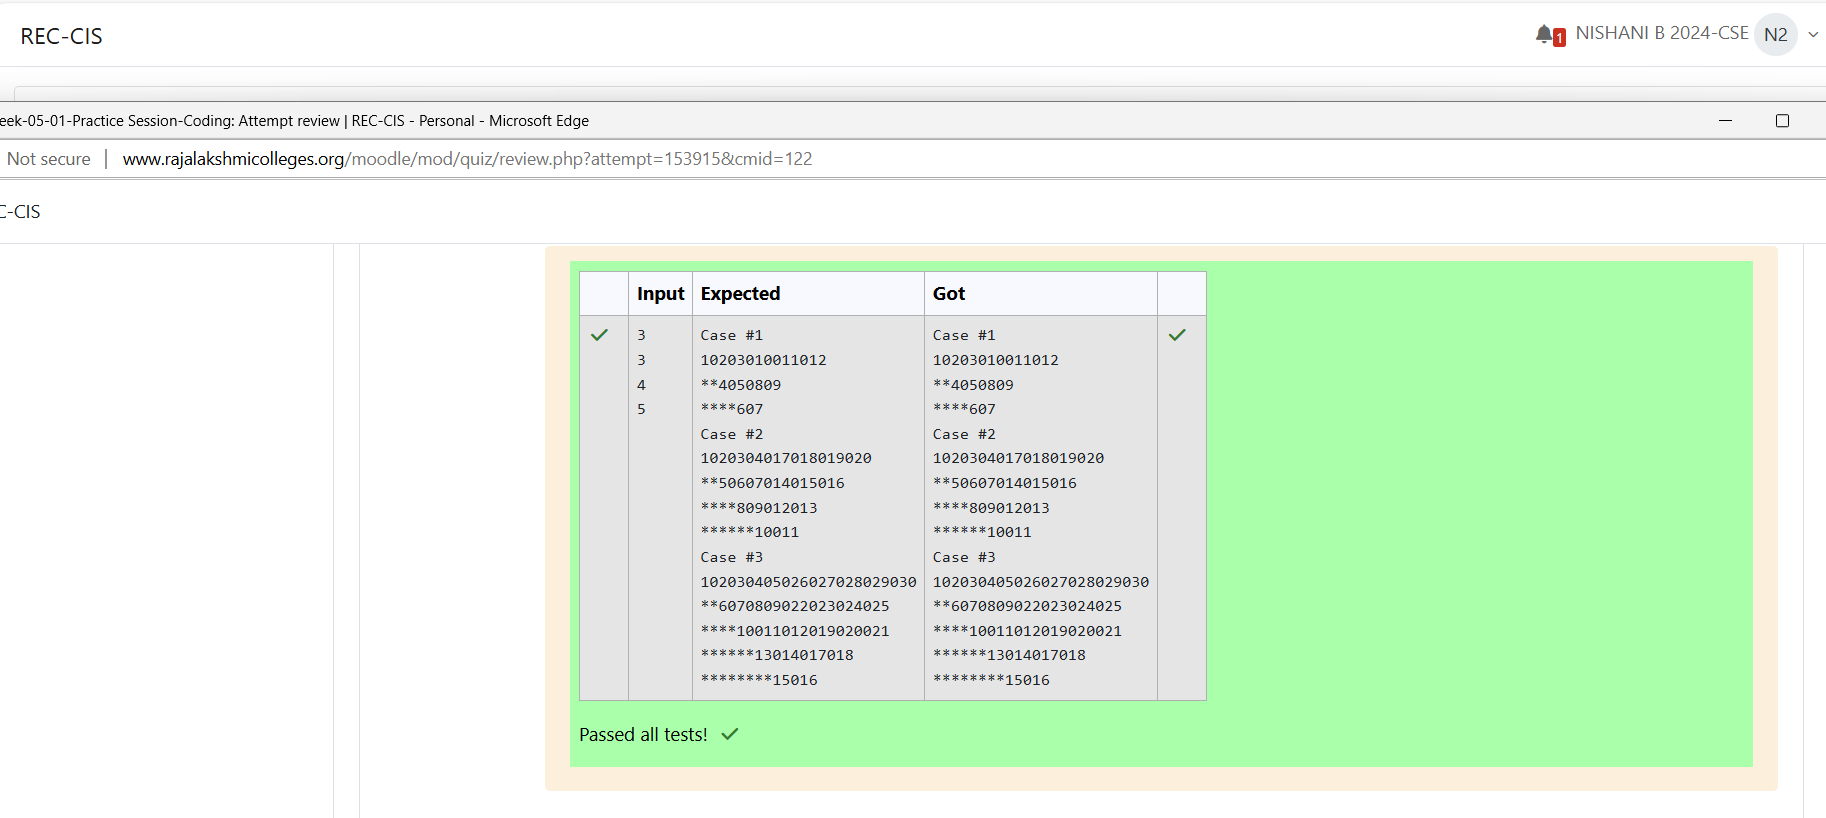 REC-CIS
1
NISHANI B 2024-CSE
N2
eek-05-01-Practice Session-Coding: Attempt review | REC-CIS - Personal - Microsoft Edge
Not secure | www.rajalakshmicolleges.org/moodle/mod/quiz/review.php?attempt=153915&cmid=122
C-CIS
Input Expected Got
3 Case #1 Case #1
3 10203010011012 10203010011012
4 **4050809 **4050809
5 ****607 ****607
Case #2 Case #2
1020304017018019020 1020304017018019020
**50607014015016 **50607014015016
****809012013 ****809012013
******10011 ******10011
Case #3 Case #3
102030405026027028029030 102030405026027028029030
**6070809022023024025 **6070809022023024025
****10011012019020021 ****10011012019020021
******13014017018 ******13014017018
********15016 ********15016
Passed all tests!